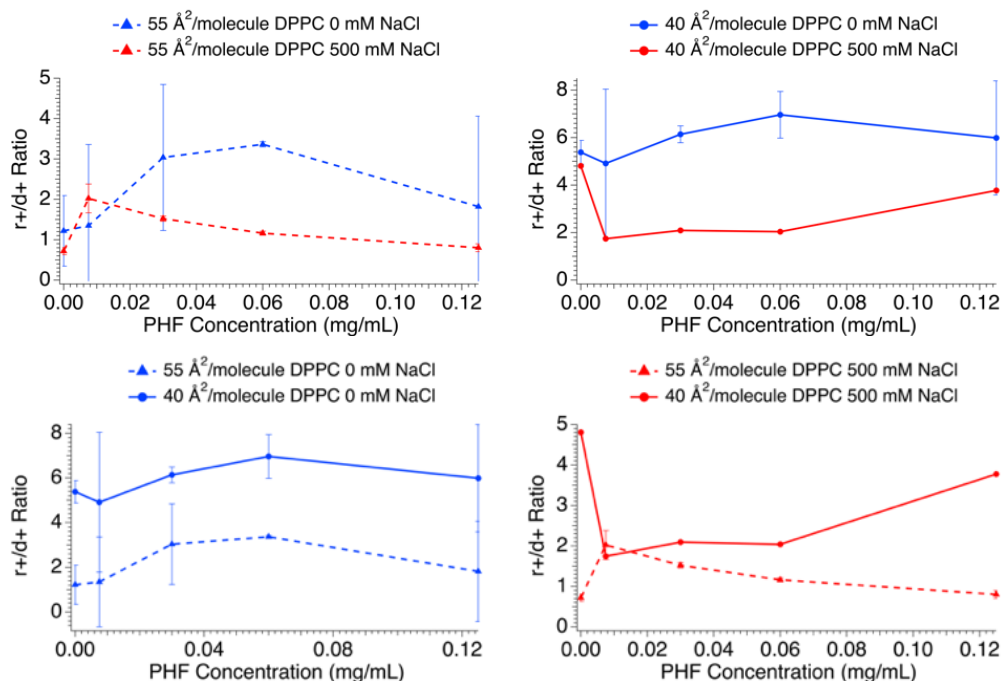 55 Å²/molecule DPPC 0 mM NaCl
55 Å²/molecule DPPC 500 mM NaCl
r+/d+ Ratio
5
4
3
2
1
0
0.00 0.02 0.04 0.06 0.08 0.10 0.12
PHF Concentration (mg/mL)
40 Å²/molecule DPPC 0 mM NaCl
40 Å²/molecule DPPC 500 mM NaCl
r+/d+ Ratio
8
6
4
2
0
0.00 0.02 0.04 0.06 0.08 0.10 0.12
PHF Concentration (mg/mL)
55 Å²/molecule DPPC 0 mM NaCl
40 Å²/molecule DPPC 0 mM NaCl
r+/d+ Ratio
8
6
4
2
0
0.00 0.02 0.04 0.06 0.08 0.10 0.12
PHF Concentration (mg/mL)
55 Å²/molecule DPPC 500 mM NaCl
40 Å²/molecule DPPC 500 mM NaCl
r+/d+ Ratio
5
4
3
2
1
0
0.00 0.02 0.04 0.06 0.08 0.10 0.12
PHF Concentration (mg/mL)